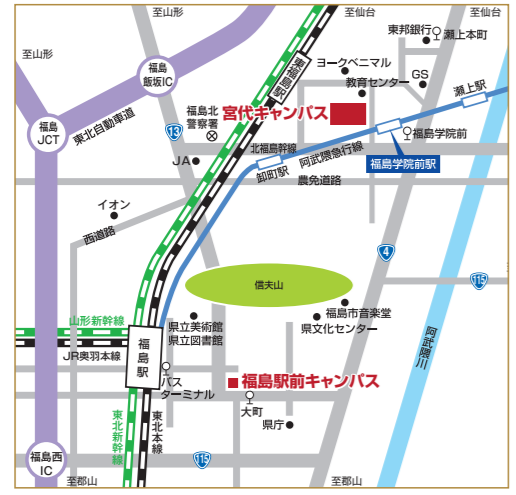 至山形
至仙台
至仙台
東邦銀行
瀬上本町
至山形
ヨークベニマル
福島
飯坂IC
東福島駅
教育センター
GS
瀬上駅
福島
JCT
東北自動車道
福島北
警察署
宮代キャンパス
13
福島学院前
北福島幹線
阿武隈急行線
JA
卸町駅
福島学院前駅
農免道路
イオン
西道路
4
信夫山
115
山形新幹線
県立美術館
県立図書館
福島市音楽堂
県文化センター
阿武隈川
JR奥羽本線
福島駅
バス
ターミナル
福島駅前キャンパス
大町
県庁
東北新幹線
東北本線
福島西
IC
115
至郡山
至郡山